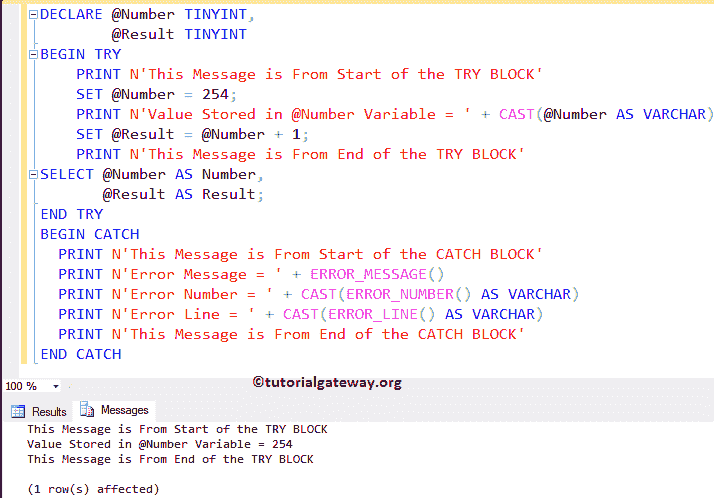 DECLARE @Number TINYINT,
@Result TINYINT
BEGIN TRY
PRINT N'This Message is From Start of the TRY BLOCK'
SET @Number = 254;
PRINT N'Value Stored in @Number Variable = ' + CAST(@Number AS VARCHAR)
SET @Result = @Number + 1;
PRINT N'This Message is From End of the TRY BLOCK'
SELECT @Number AS Number,
@Result AS Result;
END TRY
BEGIN CATCH
PRINT N'This Message is From Start of the CATCH BLOCK'
PRINT N'Error Message = ' + ERROR_MESSAGE()
PRINT N'Error Number = ' + CAST(ERROR_NUMBER() AS VARCHAR)
PRINT N'Error Line = ' + CAST(ERROR_LINE() AS VARCHAR)
PRINT N'This Message is From End of the CATCH BLOCK'
END CATCH
©tutorialgateway.org
100 %
Results Messages
This Message is From Start of the TRY BLOCK
Value Stored in @Number Variable = 254
This Message is From End of the TRY BLOCK
(1 row(s) affected)